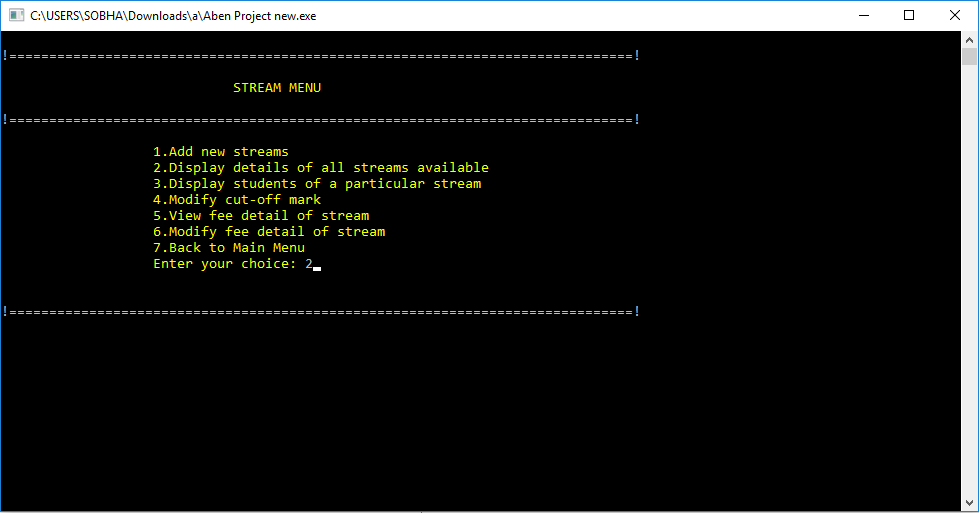 C:\USERS\SOBHA\Downloads\a\Aben Project new.exe
!==============================================================================!
STREAM MENU
!==============================================================================!
1.Add new streams
2.Display details of all streams available
3.Display students of a particular stream
4.Modify cut-off mark
5.View fee detail of stream
6.Modify fee detail of stream
7.Back to Main Menu
Enter your choice: 2_
!==============================================================================!